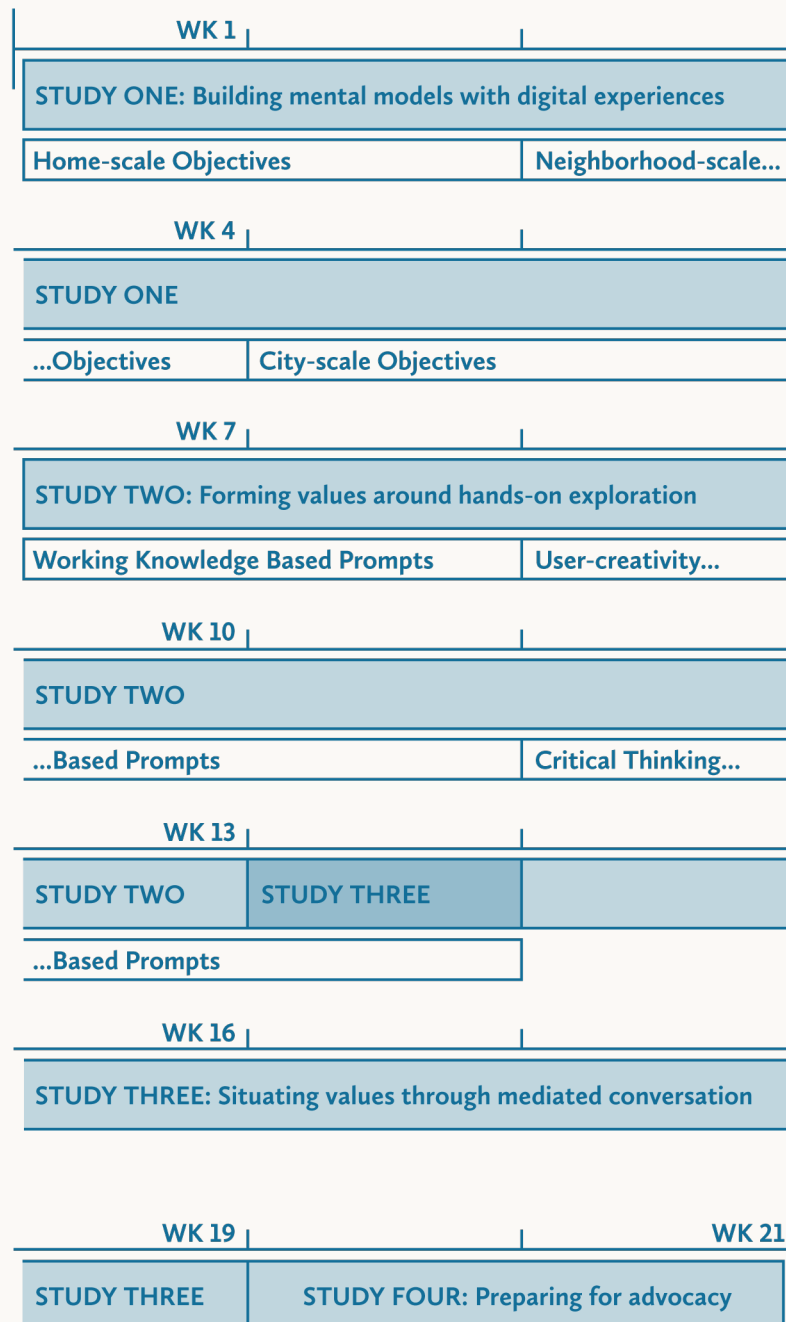 WK 1
STUDY ONE: Building mental models with digital experiences
Home-scale Objectives Neighborhood-scale...
WK 4
STUDY ONE
...Objectives City-scale Objectives
WK 7
STUDY TWO: Forming values around hands-on exploration
Working Knowledge Based Prompts User-creativity...
WK 10
STUDY TWO
...Based Prompts Critical Thinking...
WK 13
STUDY TWO STUDY THREE
...Based Prompts
WK 16
STUDY THREE: Situating values through mediated conversation
WK 19 WK 21
STUDY THREE STUDY FOUR: Preparing for advocacy